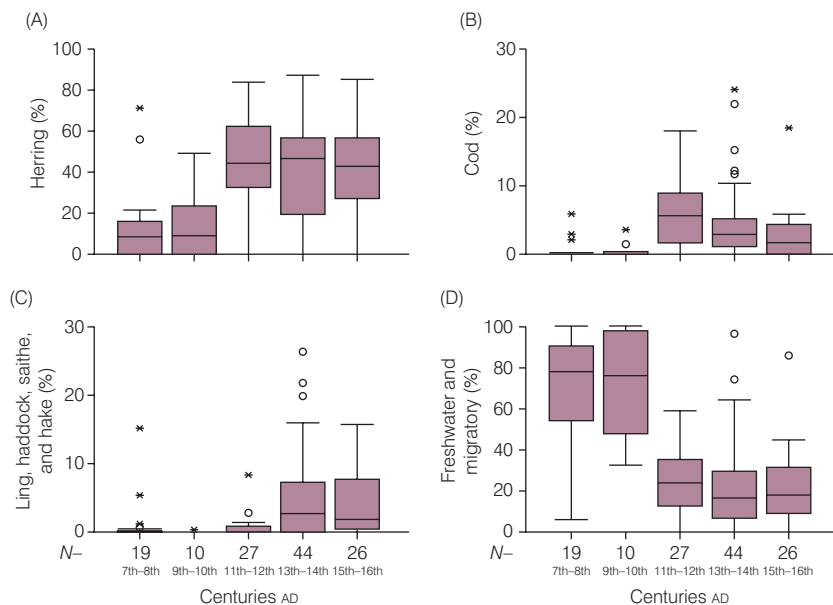 (A)
100
80
60
40
20
0
Herring (%)
(B)
30
20
10
0
Cod (%)
(C)
30
20
10
0
Ling, haddock, saithe,
and hake (%)
N–
19 10 27 44 26
7th–8th 9th–10th 11th–12th 13th–14th 15th–16th
Centuries AD
(D)
100
80
60
40
20
0
Freshwater and
migratory (%)
N–
19 10 27 44 26
7th–8th 9th–10th 11th–12th 13th–14th 15th–16th
Centuries AD